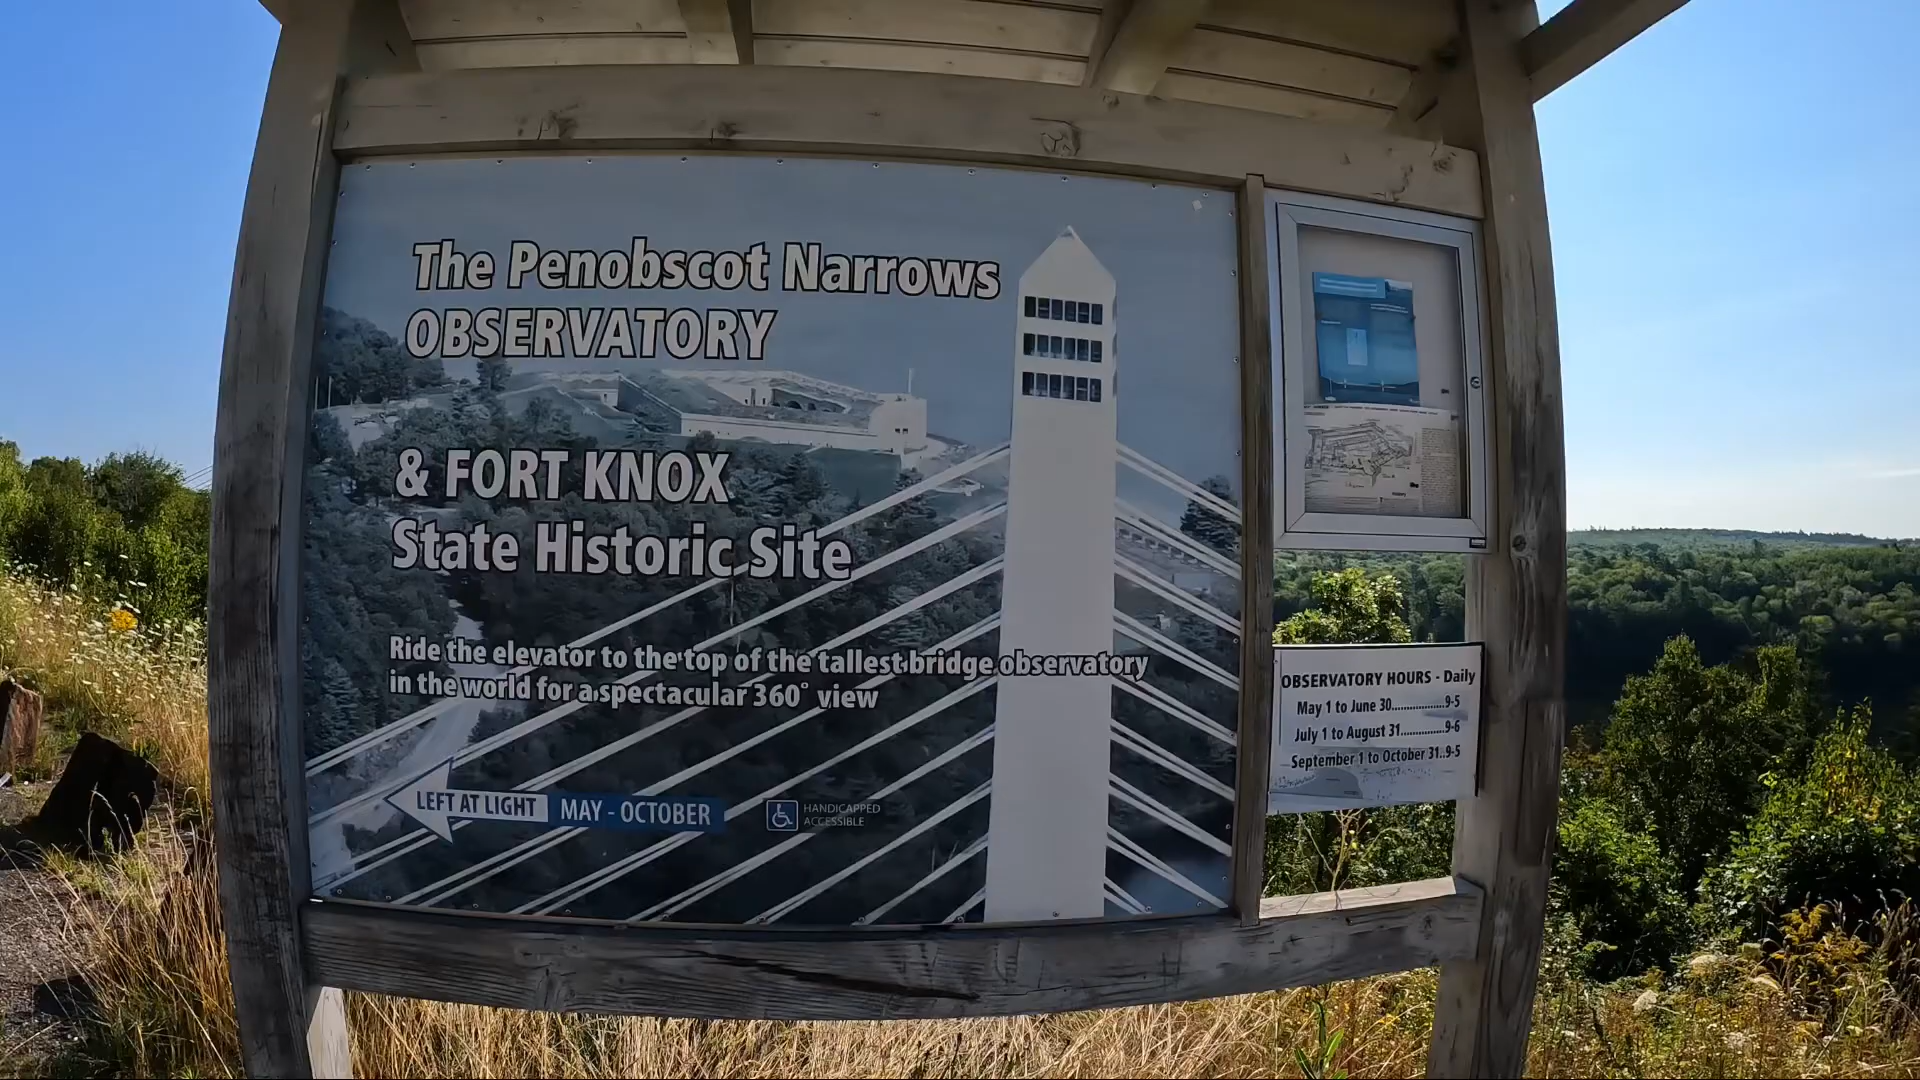 The Penobscot Narrows
OBSERVATORY
& FORT KNOX
State Historic Site
Ride the elevator to the top of the tallest bridge observatory
in the world for a spectacular 360° view
LEFT AT LIGHT MAY - OCTOBER
HANDICAPPED
ACCESSIBLE
OBSERVATORY HOURS - Daily
May 1 to June 30..................9-5
July 1 to August 31...............9-6
September 1 to October 31..9-5